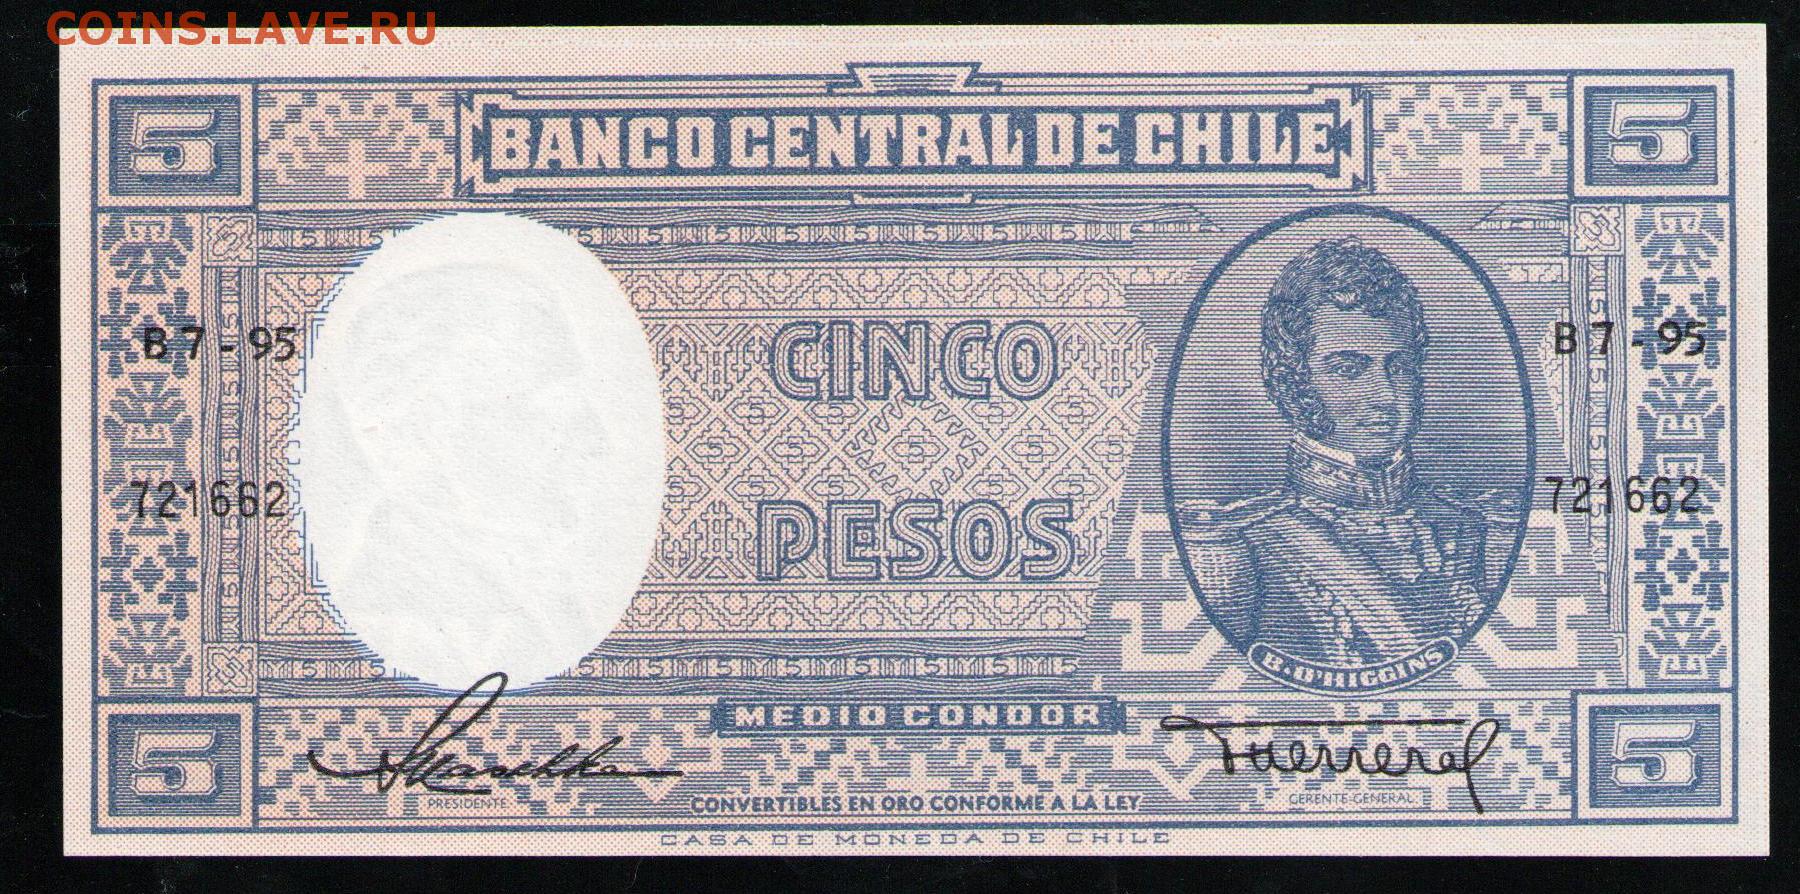 COINS.LAVE.RU
5 BANCO CENTRAL DE CHILE 5
B 7 - 95 CINCO B 7 - 95
721662 PESOS 721662
B. O'HIGGINS
5 MEDIO CONDOR 5
PRESIDENTE CONVERTIBLES EN ORO CONFORME A LA LEY GERENTE-GENERAL
CASA DE MONEDA DE CHILE